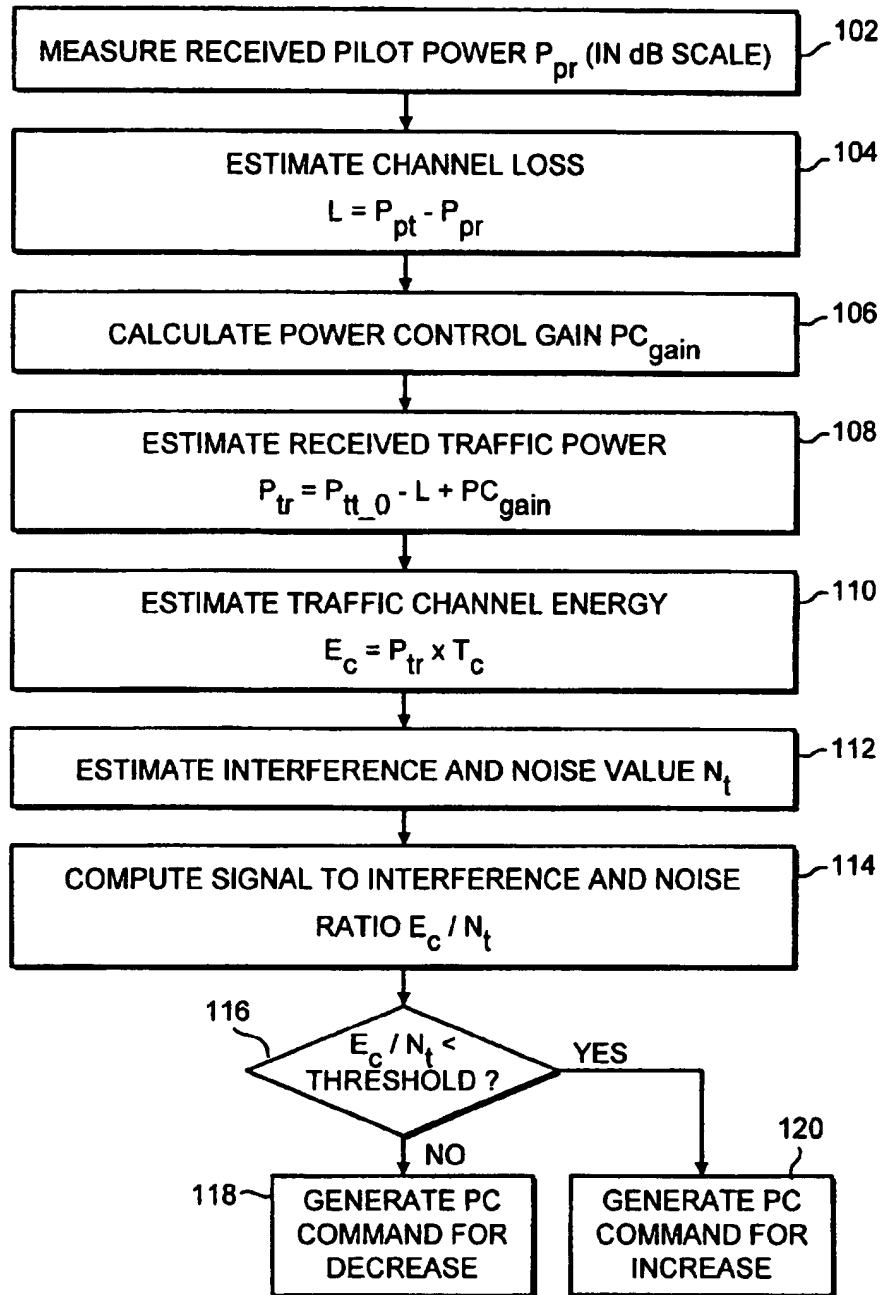 MEASURE RECEIVED PILOT POWER P_pr (IN dB SCALE)
102
ESTIMATE CHANNEL LOSS
L = P_pt - P_pr
104
CALCULATE POWER CONTROL GAIN PC_gain
106
ESTIMATE RECEIVED TRAFFIC POWER
P_tr = P_tt_0 - L + PC_gain
108
ESTIMATE TRAFFIC CHANNEL ENERGY
E_c = P_tr x T_c
110
ESTIMATE INTERFERENCE AND NOISE VALUE N_t
112
COMPUTE SIGNAL TO INTERFERENCE AND NOISE
RATIO E_c / N_t
114
116
E_c / N_t <
THRESHOLD ?
YES
NO
118
GENERATE PC
COMMAND FOR
DECREASE
120
GENERATE PC
COMMAND FOR
INCREASE